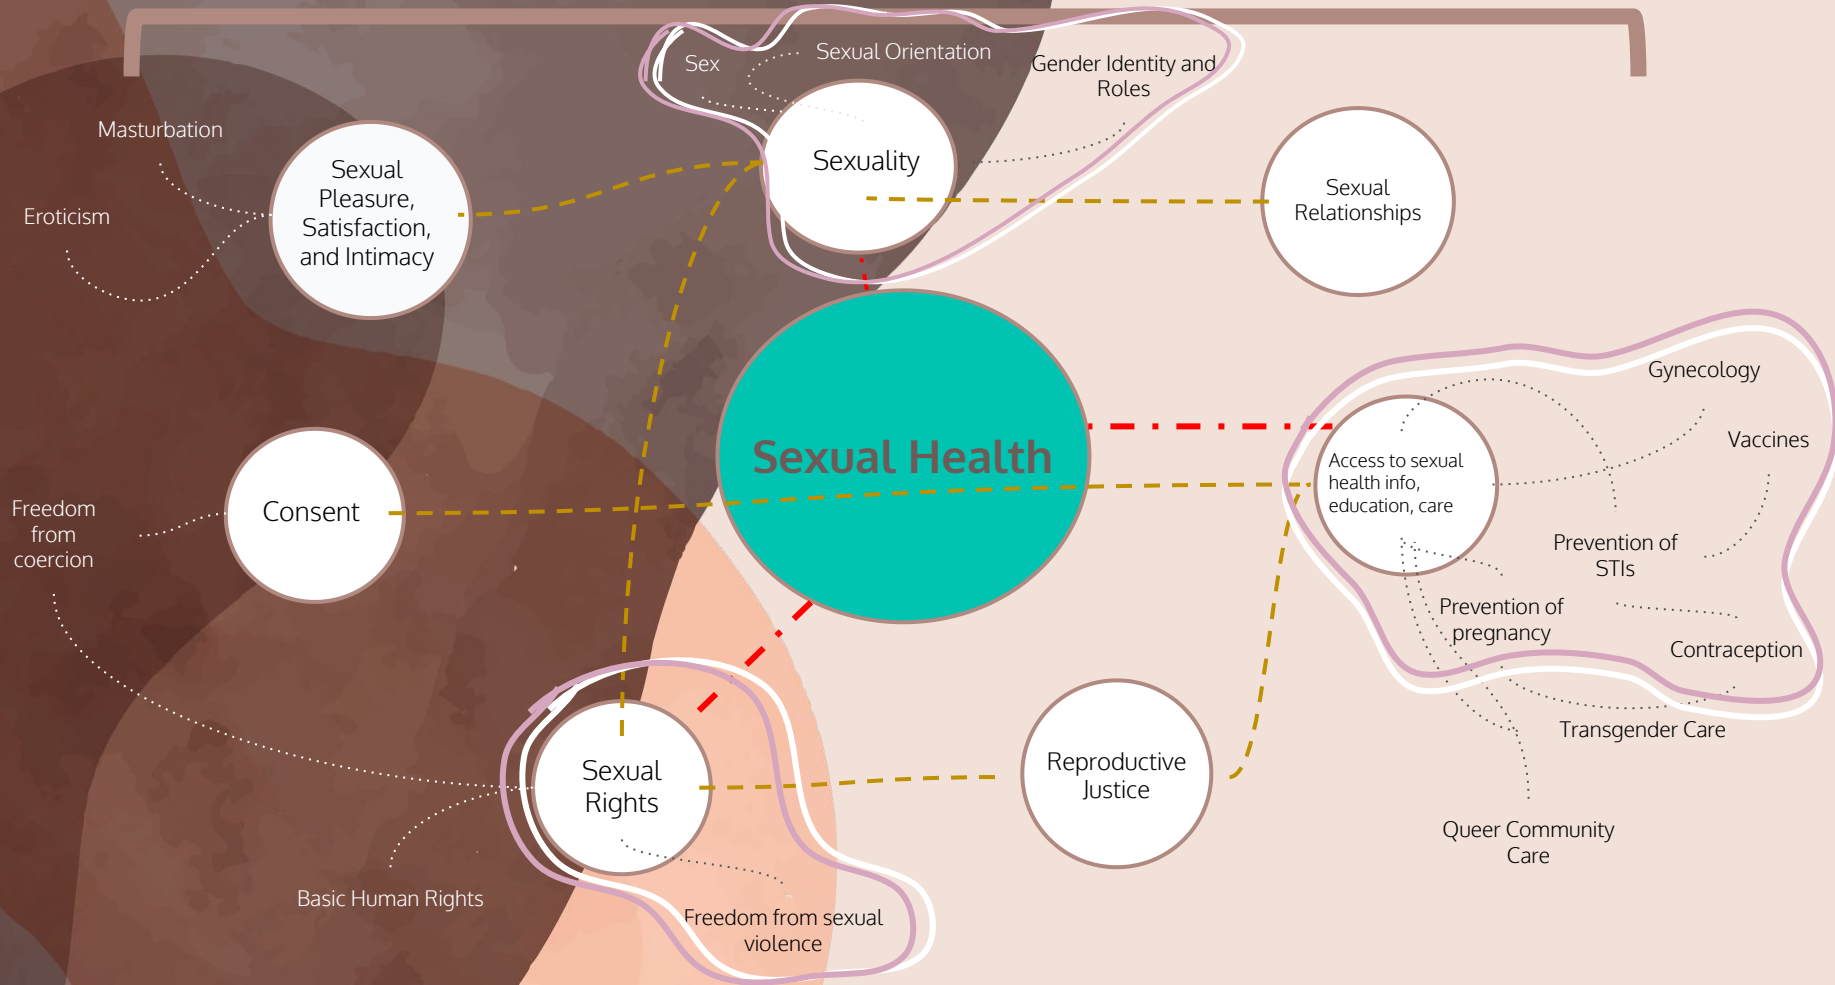 Sex
Sexual Orientation
Gender Identity and
Roles
Masturbation
Eroticism
Sexual
Pleasure,
Satisfaction,
and Intimacy
Sexuality
Sexual
Relationships
Sexual Health
Gynecology
Vaccines
Access to sexual
health info,
education, care
Prevention of
STIs
Prevention of
pregnancy
Contraception
Transgender Care
Queer Community
Care
Consent
Freedom
from
coercion
Sexual
Rights
Reproductive
Justice
Basic Human Rights
Freedom from sexual
violence